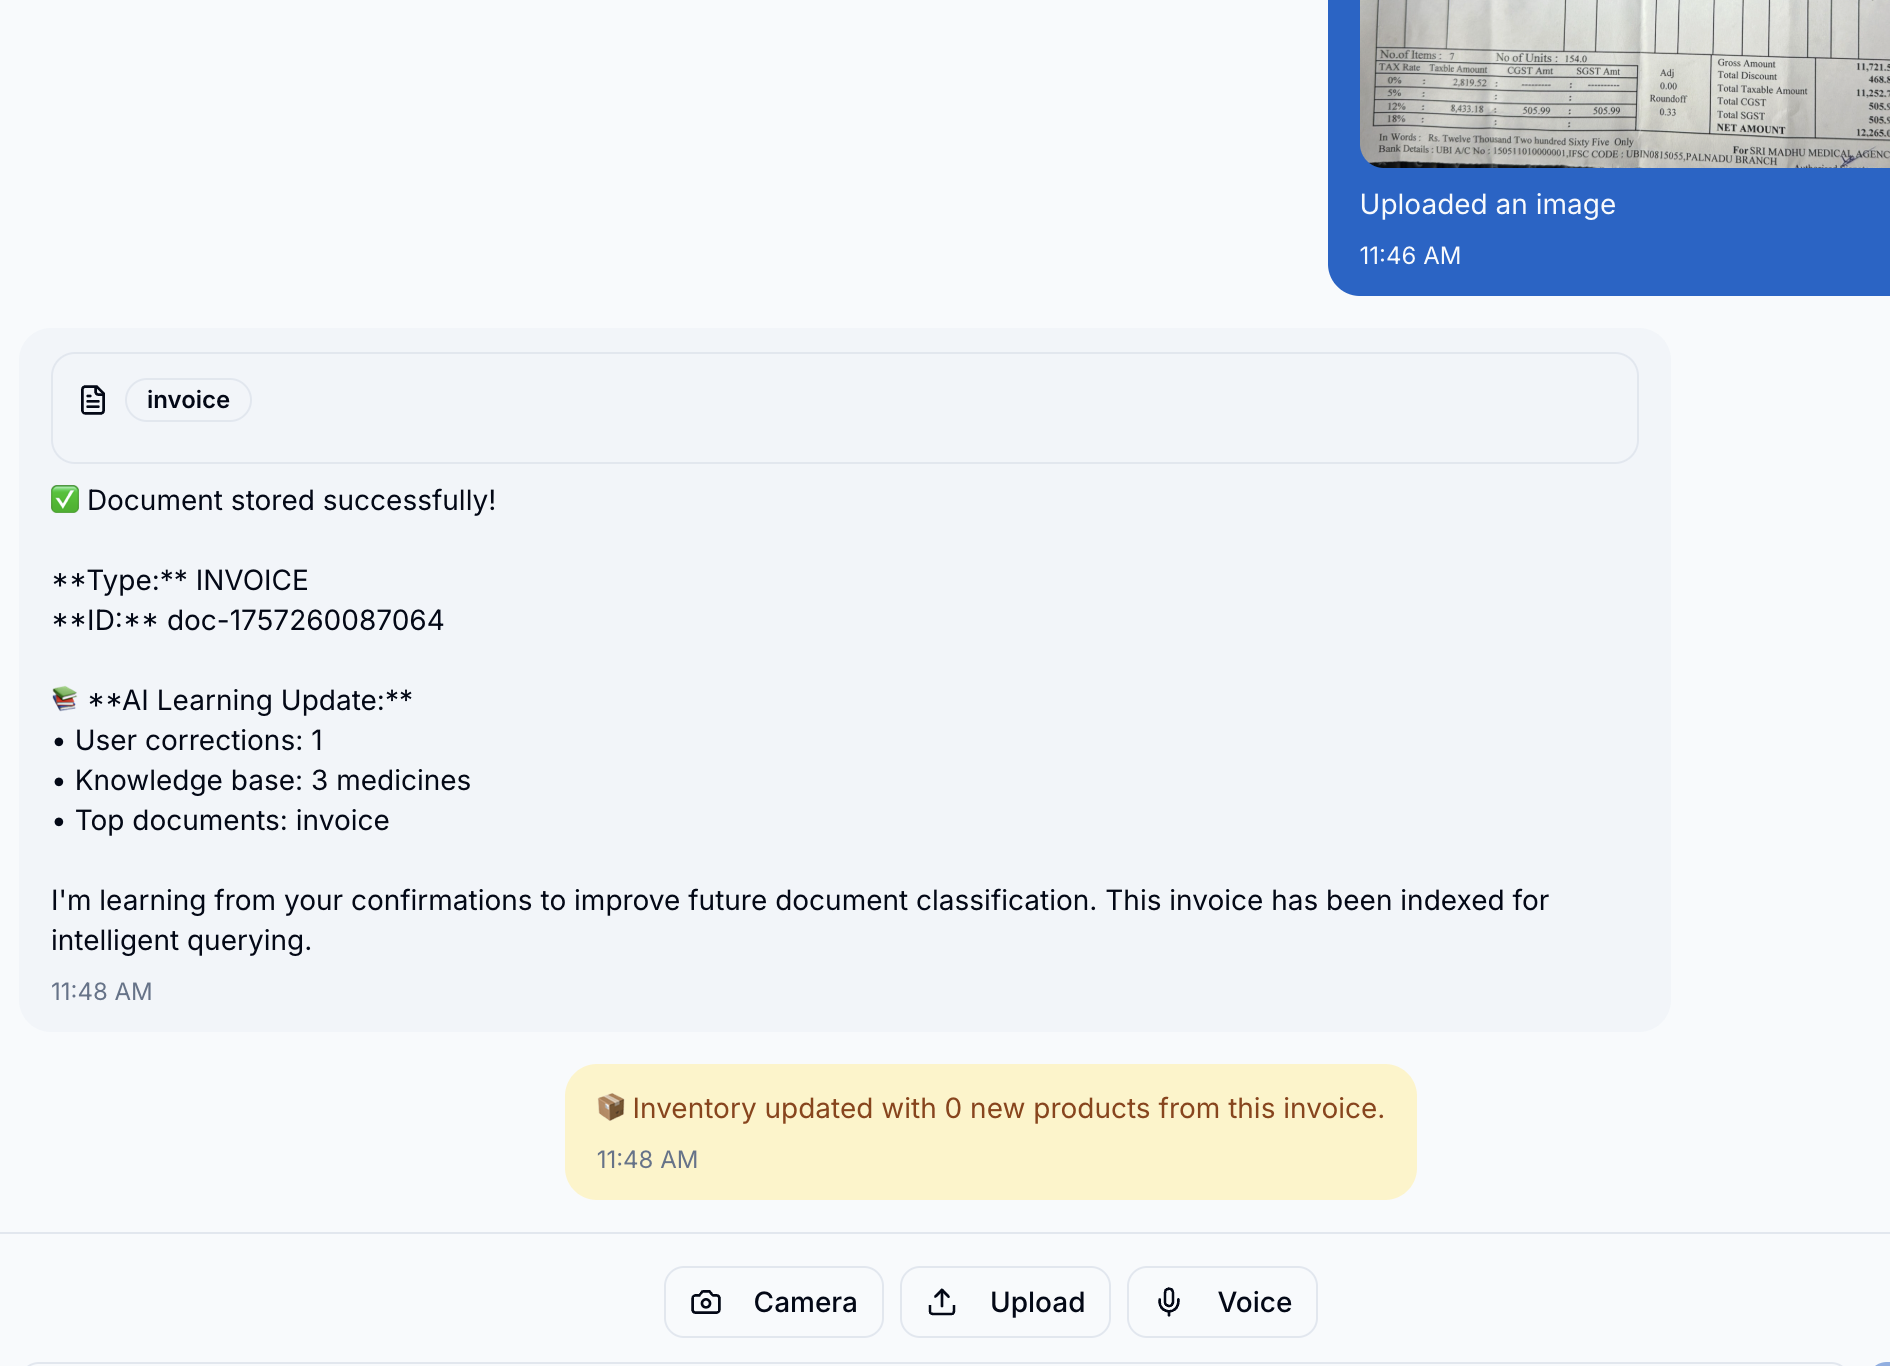 No.of Items : 7 No of Units : 154.0
TAX Rate Taxble Amount CGST Amt SGST Amt
0% : 2,819.52 : --------- : ----------
5% : : :
12% : 8,433.18 : 505.99 : 505.99
18% : : :
Adj
0.00
Roundoff
0.33
Gross Amount 11,721.5
Total Discount 468.8
Total Taxable Amount 11,252.7
Total CGST 505.9
Total SGST 505.9
NET AMOUNT 12,265.0
In Words : Rs. Twelve Thousand Two hundred Sixty Five Only
Bank Details : UBI A/C No : 150511010000001,IFSC CODE : UBIN0815055,PALNADU BRANCH
For SRI MADHU MEDICAL AGENC
Uploaded an image
11:46 AM
invoice
✅ Document stored successfully!
**Type:** INVOICE
**ID:** doc-1757260087064
📚 **AI Learning Update:**
• User corrections: 1
• Knowledge base: 3 medicines
• Top documents: invoice
I'm learning from your confirmations to improve future document classification. This invoice has been indexed for
intelligent querying.
11:48 AM
📦 Inventory updated with 0 new products from this invoice.
11:48 AM
Camera
Upload
Voice